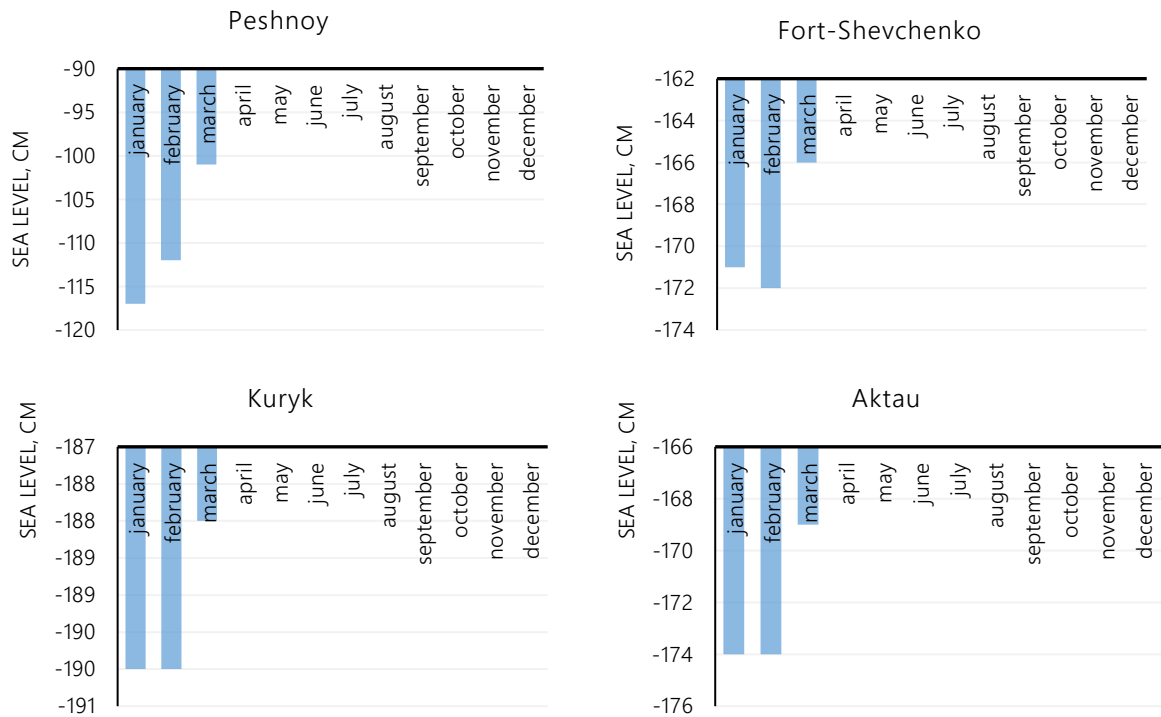 Peshnoy
SEA LEVEL, CM
-90
-95
-100
-105
-110
-115
-120
january
february
march
april
may
june
july
august
september
october
november
december
Fort-Shevchenko
SEA LEVEL, CM
-162
-164
-166
-168
-170
-172
-174
january
february
march
april
may
june
july
august
september
october
november
december
Kuryk
SEA LEVEL, CM
-187
-188
-188
-189
-189
-190
-190
-191
january
february
march
april
may
june
july
august
september
october
november
december
Aktau
SEA LEVEL, CM
-166
-168
-170
-172
-174
-176
january
february
march
april
may
june
july
august
september
october
november
december